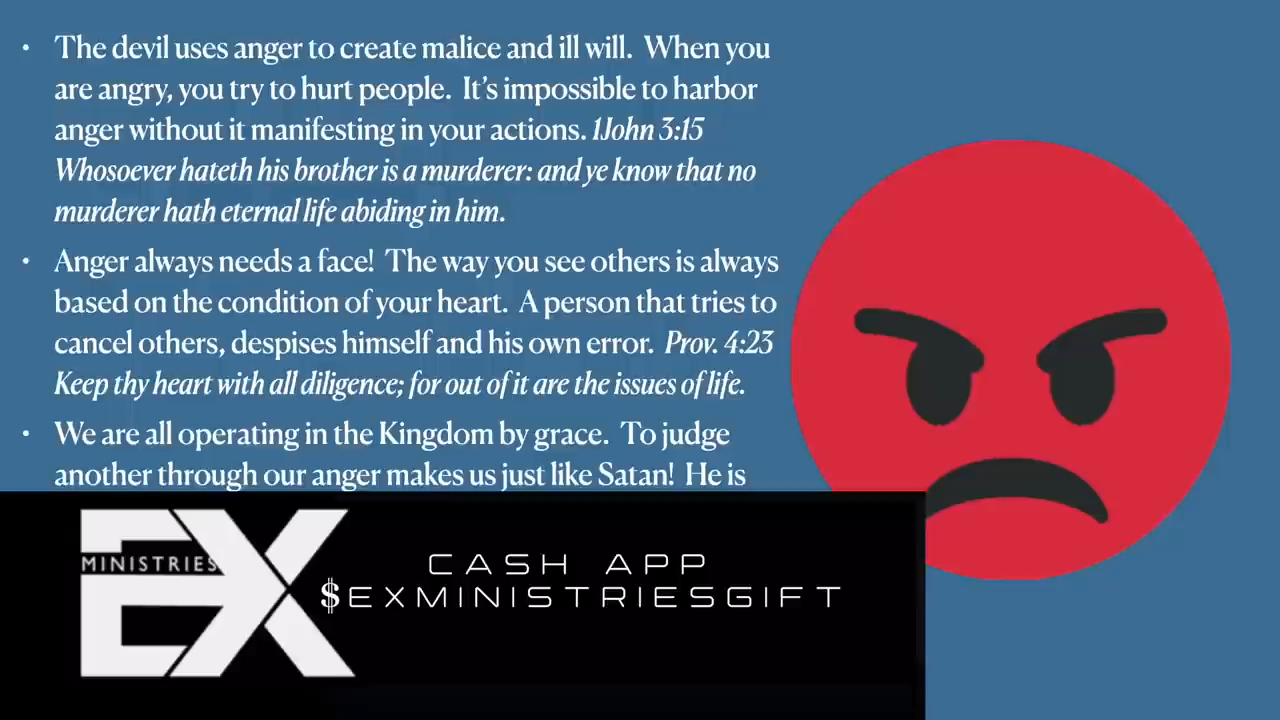 • The devil uses anger to create malice and ill will. When you
are angry, you try to hurt people. It’s impossible to harbor
anger without it manifesting in your actions. 1John 3:15
Whosoever hateth his brother is a murderer: and ye know that no
murderer hath eternal life abiding in him.
• Anger always needs a face! The way you see others is always
based on the condition of your heart. A person that tries to
cancel others, despises himself and his own error. Prov. 4:23
Keep thy heart with all diligence; for out of it are the issues of life.
• We are all operating in the Kingdom by grace. To judge
another through our anger makes us just like Satan! He is
EX
MINISTRIES
CASH APP
$EXMINISTRIESGIFT